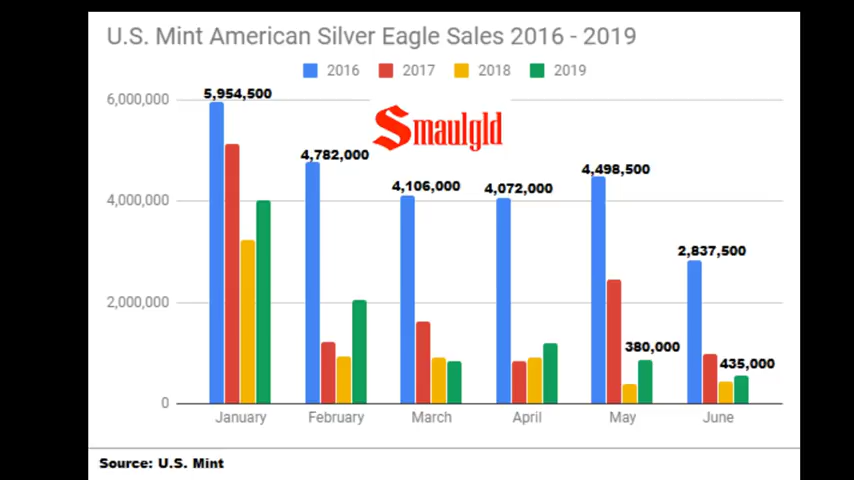 U.S. Mint American Silver Eagle Sales 2016 - 2019
2016 2017 2018 2019
Smaulgld
6,000,000
5,954,500
4,782,000
4,106,000
4,072,000
4,498,500
4,000,000
2,837,500
2,000,000
380,000
435,000
0
January February March April May June
Source: U.S. Mint